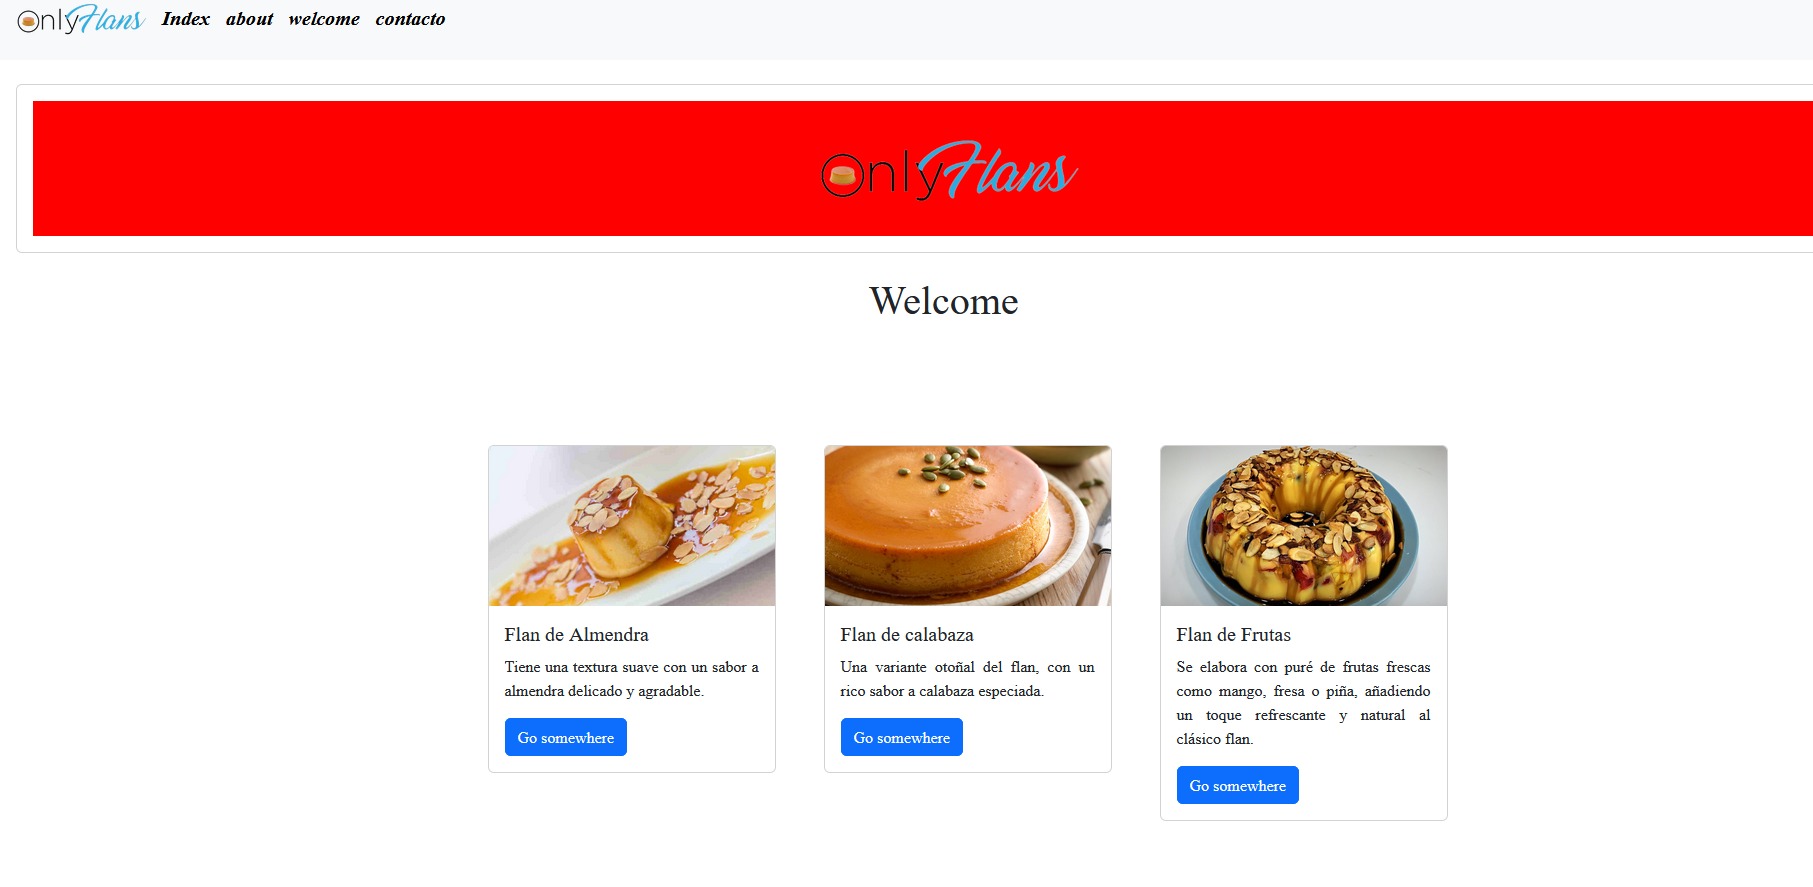 OnlyFlans Index about welcome contacto
OnlyFlans
Welcome
Flan de Almendra
Tiene una textura suave con un sabor a
almendra delicado y agradable.
Go somewhere
Flan de calabaza
Una variante otoñal del flan, con un
rico sabor a calabaza especiada.
Go somewhere
Flan de Frutas
Se elabora con puré de frutas frescas
como mango, fresa o piña, añadiendo
un toque refrescante y natural al
clásico flan.
Go somewhere